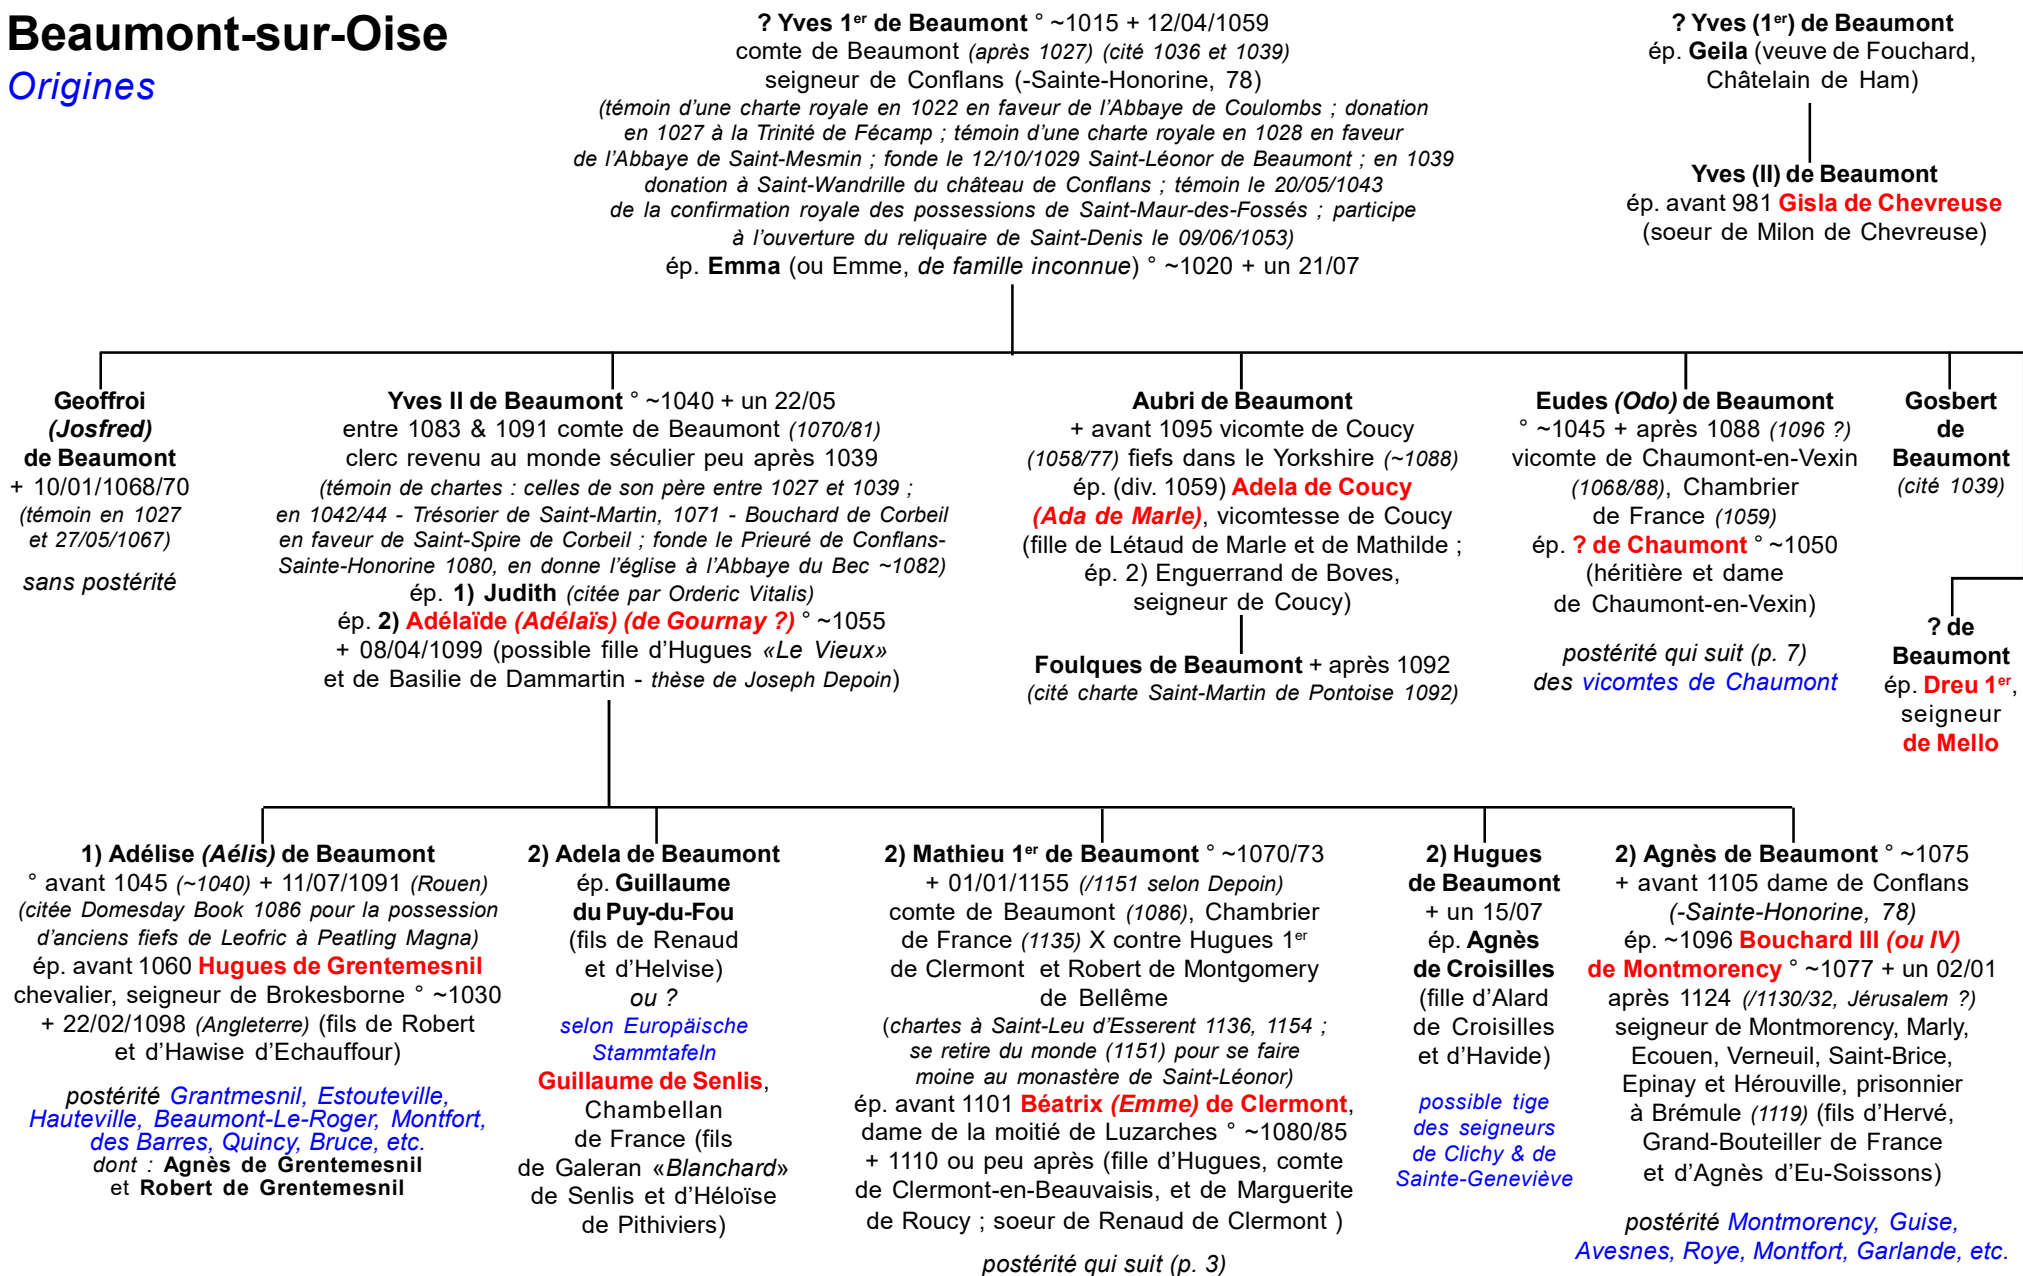 Beaumont-sur-Oise
Origines
? Yves 1er de Beaumont ° ~1015 + 12/04/1059
comte de Beaumont (après 1027) (cité 1036 et 1039)
seigneur de Conflans (-Sainte-Honorine, 78)
(témoin d'une charte royale en 1022 en faveur de l'Abbaye de Coulombs ; donation
en 1027 à la Trinité de Fécamp ; témoin d'une charte royale en 1028 en faveur
de l'Abbaye de Saint-Mesmin ; fonde le 12/10/1029 Saint-Léonor de Beaumont ; en 1039
donation à Saint-Wandrille du château de Conflans ; témoin le 20/05/1043
de la confirmation royale des possessions de Saint-Maur-des-Fossés ; participe
à l'ouverture du reliquaire de Saint-Denis le 09/06/1053)
ép. Emma (ou Emme, de famille inconnue) ° ~1020 + un 21/07
? Yves (1er) de Beaumont
ép. Geila (veuve de Fouchard,
Châtelain de Ham)
Yves (II) de Beaumont
ép. avant 981 Gisla de Chevreuse
(soeur de Milon de Chevreuse)
Geoffroi
(Josfred)
de Beaumont
+ 10/01/1068/70
(témoin en 1027
et 27/05/1067)
sans postérité
Yves II de Beaumont ° ~1040 + un 22/05
entre 1083 & 1091 comte de Beaumont (1070/81)
clerc revenu au monde séculier peu après 1039
(témoin de chartes : celles de son père entre 1027 et 1039 ;
en 1042/44 - Trésorier de Saint-Martin, 1071 - Bouchard de Corbeil
en faveur de Saint-Spire de Corbeil ; fonde le Prieuré de Conflans-
Sainte-Honorine 1080, en donne l'église à l'Abbaye du Bec ~1082)
ép. 1) Judith (citée par Orderic Vitalis)
ép. 2) Adélaïde (Adélaïs) (de Gournay ?) ° ~1055
+ 08/04/1099 (possible fille d'Hugues «Le Vieux»
et de Basilie de Dammartin - thèse de Joseph Depoin)
Aubri de Beaumont
+ avant 1095 vicomte de Coucy
(1058/77) fiefs dans le Yorkshire (~1088)
ép. (div. 1059) Adela de Coucy
(Ada de Marle), vicomtesse de Coucy
(fille de Létaud de Marle et de Mathilde ;
ép. 2) Enguerrand de Boves,
seigneur de Coucy)
Foulques de Beaumont + après 1092
(cité charte Saint-Martin de Pontoise 1092)
Eudes (Odo) de Beaumont
° ~1045 + après 1088 (1096 ?)
vicomte de Chaumont-en-Vexin
(1068/88), Chambrier
de France (1059)
ép. ? de Chaumont ° ~1050
(héritière et dame
de Chaumont-en-Vexin)
postérité qui suit (p. 7)
des vicomtes de Chaumont
Gosbert
de
Beaumont
(cité 1039)
? de
Beaumont
ép. Dreu 1er,
seigneur
de Mello
1) Adélise (Aélis) de Beaumont
° avant 1045 (~1040) + 11/07/1091 (Rouen)
(citée Domesday Book 1086 pour la possession
d'anciens fiefs de Leofric à Peatling Magna)
ép. avant 1060 Hugues de Grentemesnil
chevalier, seigneur de Brokesborne ° ~1030
+ 22/02/1098 (Angleterre) (fils de Robert
et d'Hawise d'Echauffour)
postérité Grantmesnil, Estouteville,
Hauteville, Beaumont-Le-Roger, Montfort,
des Barres, Quincy, Bruce, etc.
dont : Agnès de Grentemesnil
et Robert de Grentemesnil
2) Adela de Beaumont
ép. Guillaume
du Puy-du-Fou
(fils de Renaud
et d'Helvise)
ou ?
selon Europäische
Stammtafeln
Guillaume de Senlis,
Chambellan
de France (fils
de Galeran «Blanchard»
de Senlis et d'Héloïse
de Pithiviers)
2) Mathieu 1er de Beaumont ° ~1070/73
+ 01/01/1155 (/1151 selon Depoin)
comte de Beaumont (1086), Chambrier
de France (1135) X contre Hugues 1er
de Clermont et Robert de Montgomery
de Bellême
(chartes à Saint-Leu d'Esserent 1136, 1154 ;
se retire du monde (1151) pour se faire
moine au monastère de Saint-Léonor)
ép. avant 1101 Béatrix (Emme) de Clermont,
dame de la moitié de Luzarches ° ~1080/85
+ 1110 ou peu après (fille d'Hugues, comte
de Clermont-en-Beauvaisis, et de Marguerite
de Roucy ; soeur de Renaud de Clermont )
postérité qui suit (p. 3)
2) Hugues
de Beaumont
+ un 15/07
ép. Agnès
de Croisilles
(fille d'Alard
de Croisilles
et d'Havide)
possible tige
des seigneurs
de Clichy & de
Sainte-Geneviève
2) Agnès de Beaumont ° ~1075
+ avant 1105 dame de Conflans
(-Sainte-Honorine, 78)
ép. ~1096 Bouchard III (ou IV)
de Montmorency ° ~1077 + un 02/01
après 1124 (/1130/32, Jérusalem ?)
seigneur de Montmorency, Marly,
Ecouen, Verneuil, Saint-Brice,
Epinay et Hérouville, prisonnier
à Brémule (1119) (fils d'Hervé,
Grand-Bouteiller de France
et d'Agnès d'Eu-Soissons)
postérité Montmorency, Guise,
Avesnes, Roye, Montfort, Garlande, etc.